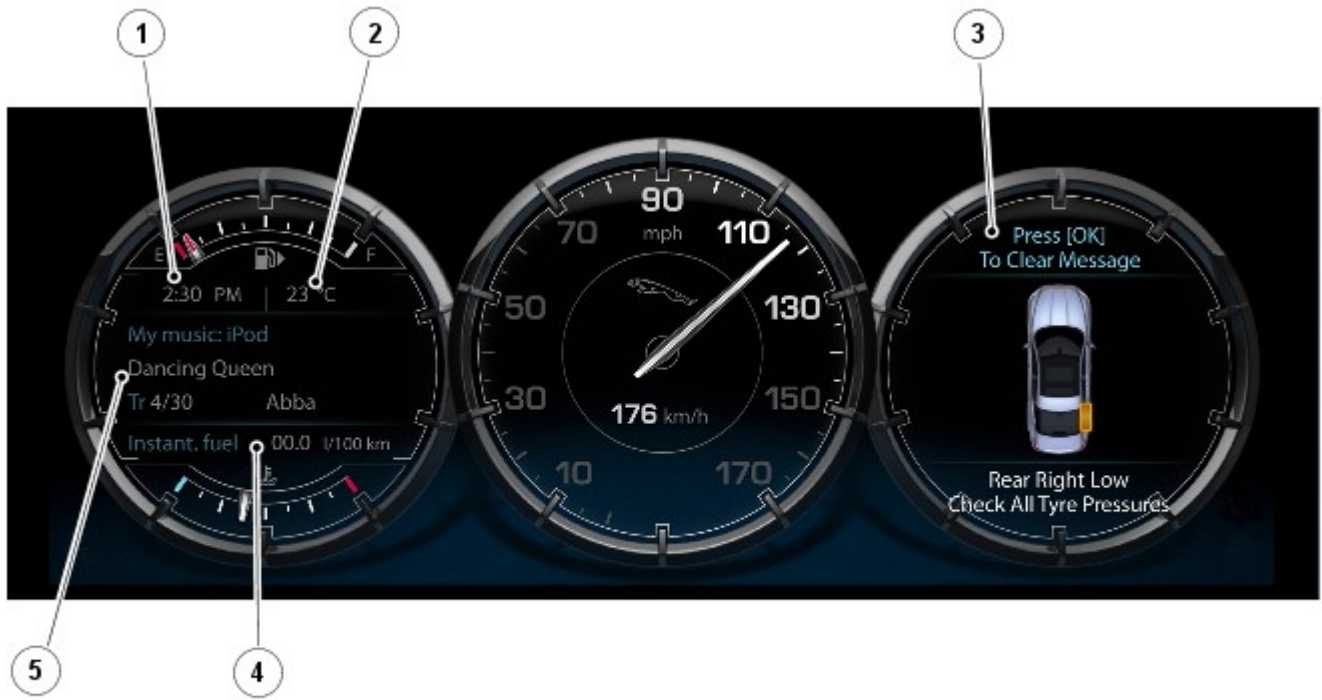 1
2
3
E
F
2:30 PM
23 °C
My music: iPod
Dancing Queen
Tr 4/30
Abba
Instant, fuel
00.0 l/100 km
90
mph
70
110
50
130
30
150
176 km/h
10
170
Press [OK]
To Clear Message
Rear Right Low
Check All Tyre Pressures
5
4